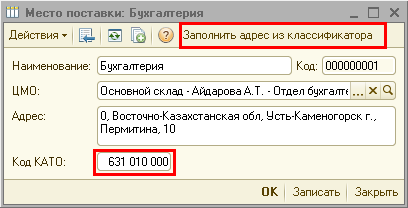 Место поставки: Бухгалтерия
Действия Заполнить адрес из классификатора
Наименование: Бухгалтерия Код: 000000001
ЦМО: Основной склад - Айдарова А.Т. - Отдел бухгалте ... x
Адрес: 0, Восточно-Казахстанская обл, Усть-Каменогорск г.,
Пермитина, 10
Код КАТО: 631 010 000
OK Записать Закрыть